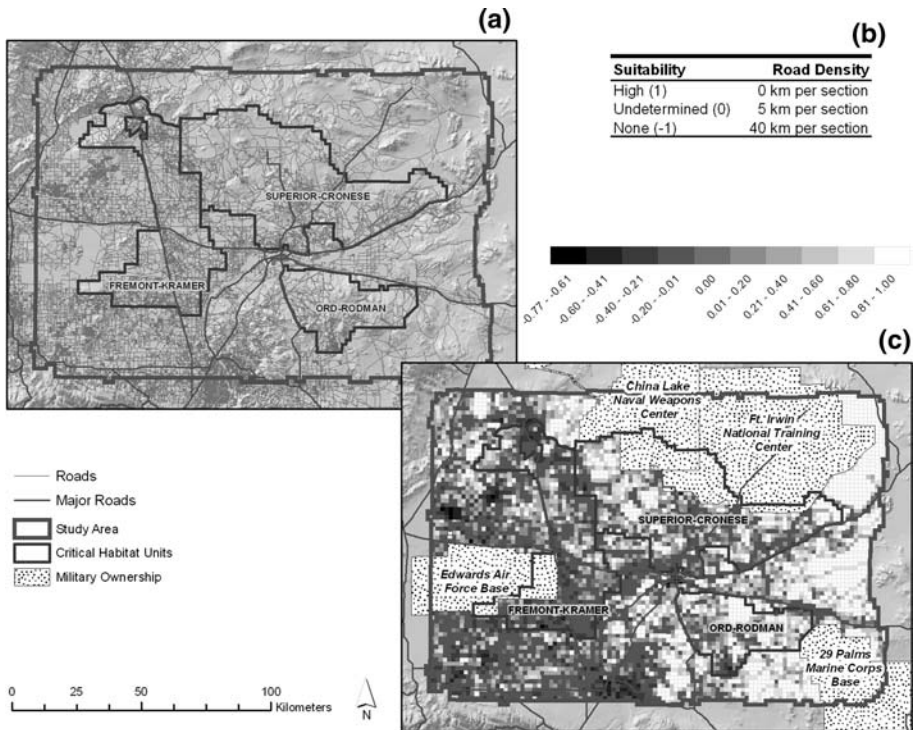 (a)
SUPERIOR-CRONESE
FREMONT-KRAMER
ORD-RODMAN
(b)
Suitability Road Density
High (1) 0 km per section
Undetermined (0) 5 km per section
None (-1) 40 km per section
-0.77 - -0.61
-0.60 - -0.41
-0.40 - -0.21
-0.20 - -0.01
0.00
0.01 - 0.20
0.21 - 0.40
0.41 - 0.60
0.61 - 0.80
0.81 - 1.00
(c)
China Lake
Naval Weapons
Center
Ft. Irwin
National Training
Center
SUPERIOR-CRONESE
Edwards Air
Force Base
FREMONT-KRAMER
ORD-RODMAN
29 Palms
Marine Corps
Base
Roads
Major Roads
Study Area
Critical Habitat Units
Military Ownership
0 25 50 100
Kilometers
N